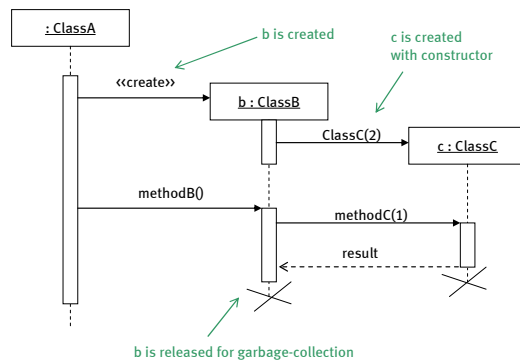 : ClassA
b is created
c is created
with constructor
«create»
b : ClassB
ClassC(2)
c : ClassC
methodB()
methodC(1)
result
b is released for garbage-collection